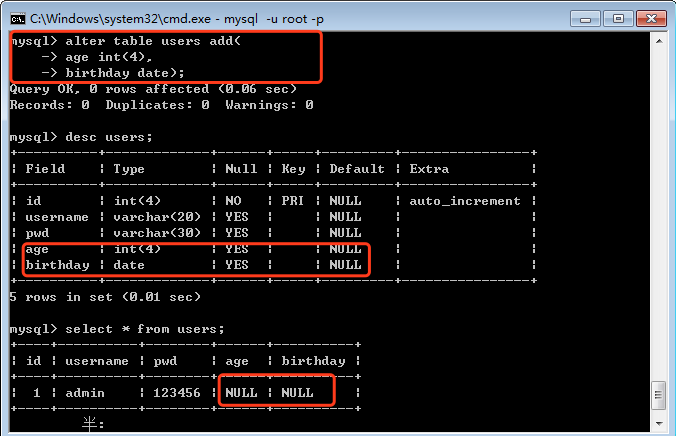 C:\Windows\system32\cmd.exe - mysql  -u root -p
mysql> alter table users add(
    -> age int(4),
    -> birthday date);
Query OK, 0 rows affected (0.06 sec)
Records: 0  Duplicates: 0  Warnings: 0
mysql> desc users;
+----------+-------------+------+-----+---------+----------------+
| Field    | Type        | Null | Key | Default | Extra          |
+----------+-------------+------+-----+---------+----------------+
| id       | int(4)      | NO   | PRI | NULL    | auto_increment |
| username | varchar(20) | YES  |     | NULL    |                |
| pwd      | varchar(30) | YES  |     | NULL    |                |
| age      | int(4)      | YES  |     | NULL    |                |
| birthday | date        | YES  |     | NULL    |                |
+----------+-------------+------+-----+---------+----------------+
5 rows in set (0.01 sec)
mysql> select * from users;
+----+----------+--------+------+----------+
| id | username | pwd    | age  | birthday |
+----+----------+--------+------+----------+
|  1 | admin    | 123456 | NULL | NULL     |
+----+----------+--------+------+----------+
半: